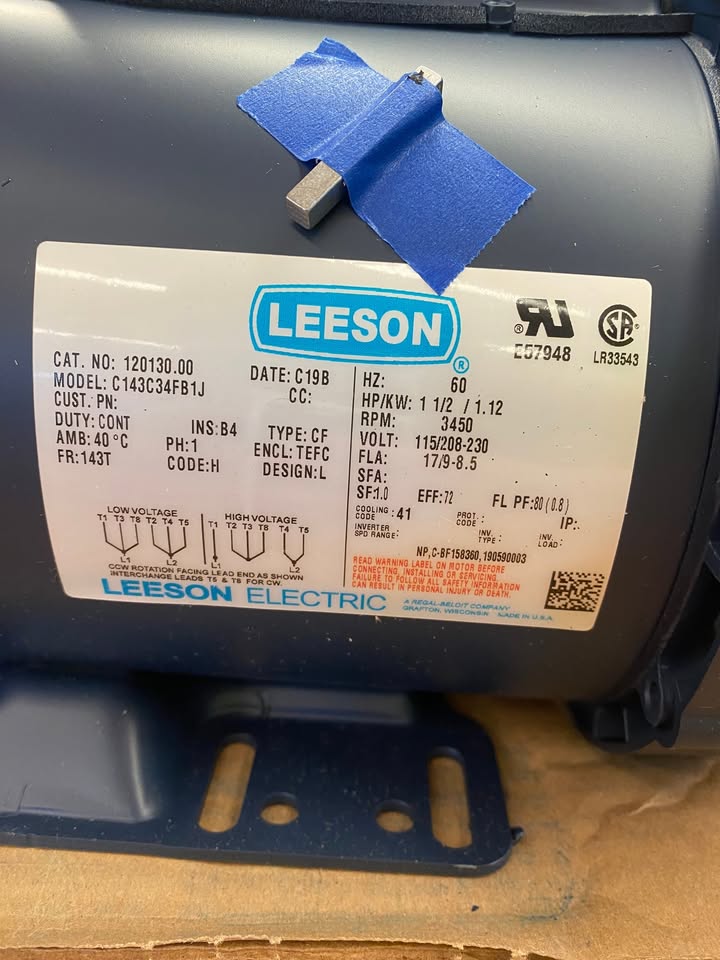 LEESON
®
® RU
E57948
SA ®
LR33543
CAT. NO: 120130.00
MODEL: C143C34FB1J
DATE: C19B
CUST. PN:
CC:
DUTY: CONT
INS: B4
TYPE: CF
AMB: 40°C
PH: 1
ENCL: TEFC
FR: 143T
CODE: H
DESIGN: L
HZ: 60
HP/KW: 1 1/2 / 1.12
RPM: 3450
VOLT: 115/208-230
FLA: 17/9-8.5
SFA:
SF: 1.0 EFF: 72 FL PF: 80 (0.8)
COOLING CODE : 41
PROT. CODE :
IP:
INVERTER SPD RANGE:
INV. TYPE :
INV. LOAD :
NP,C-BF158360,190590003
LOW VOLTAGE
T1 T3 T8 T2 T4 T5
L1 L2
HIGH VOLTAGE
T1 T2 T3 T8 T4 T5
L1 L2
CCW ROTATION FACING LEAD END AS SHOWN
INTERCHANGE LEADS T5 & T8 FOR CW.
READ WARNING LABEL ON MOTOR BEFORE
CONNECTING, INSTALLING OR SERVICING.
FAILURE TO FOLLOW ALL SAFETY INFORMATION
CAN RESULT IN PERSONAL INJURY OR DEATH.
LEESON ELECTRIC
A REGAL-BELOIT COMPANY
GRAFTON, WISCONSIN MADE IN U.S.A.